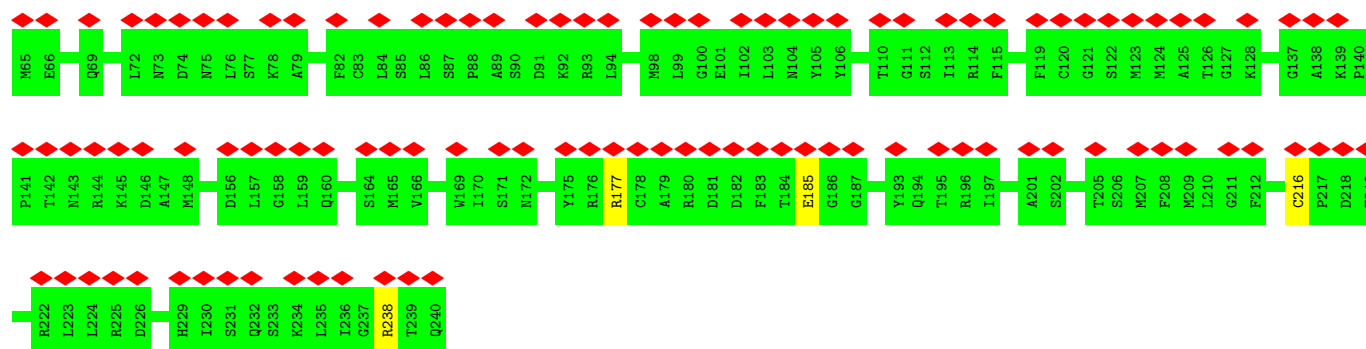 M65 E66 Q69 L72 N73 D74 N75 L76 S77 K78 A79 F82 C83 L84 S85 L86 S87 P88 A89 S90 D91 K92 R93 L94 M98 L99 G100 E101 I102 L103 N104 Y105 Y106 T110 G111 S112 I113 R114 F115 F119 C120 G121 S122 M123 M124 A125 T126 G127 K128 G137 A138 K139 P140
P141 T142 N143 R144 K145 D146 A147 M148 D156 L157 G158 L159 Q160 S164 M165 V166 W169 I170 S171 N172 Y175 R176 R177 C178 A179 R180 D181 D182 F183 T184 E185 G186 G187 Y193 Q194 T195 R196 I197 A201 S202 T205 S206 M207 F208 M209 L210 G211 F212 C216 P217 D218
R222 L223 L224 R225 D226 H229 I230 S231 Q232 S233 K234 L235 I236 G237 R238 T239 Q240